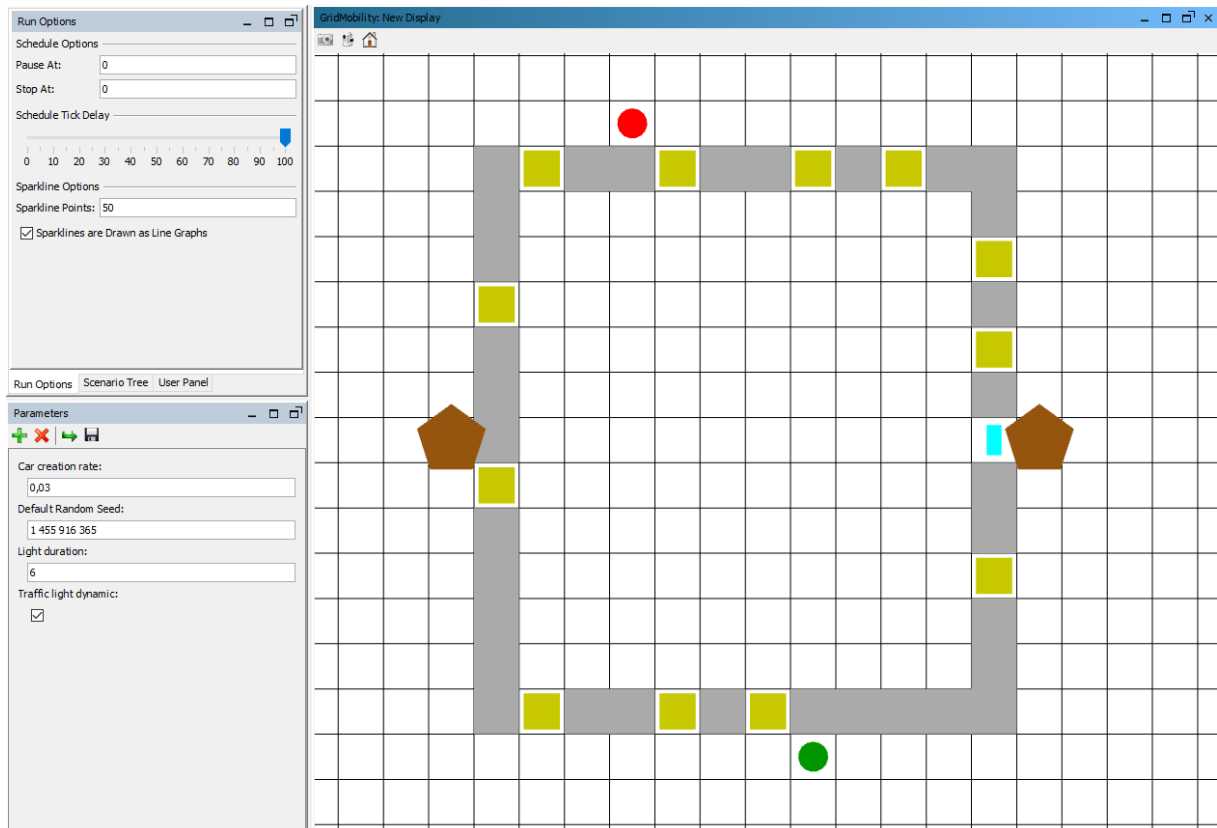 Run Options
Schedule Options
Pause At: 0
Stop At: 0
Schedule Tick Delay
0 10 20 30 40 50 60 70 80 90 100
Sparkline Options
Sparkline Points: 50
Sparklines are Drawn as Line Graphs
Run Options Scenario Tree User Panel
Parameters
Car creation rate:
0,03
Default Random Seed:
1 455 916 365
Light duration:
6
Traffic light dynamic:
GridMobility: New Display